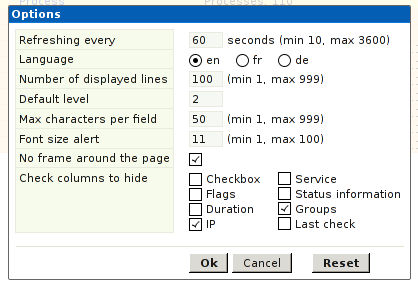 Process Processes 110
Options
Refreshing every 60 seconds (min 10, max 3600)
Language en fr de
Number of displayed lines 100 (min 1, max 999)
Default level 2
Max characters per field 50 (min 1, max 999)
Font size alert 11 (min 1, max 100)
No frame around the page
Check columns to hide Checkbox Service
Flags Status information
Duration Groups
IP Last check
Ok Cancel Reset